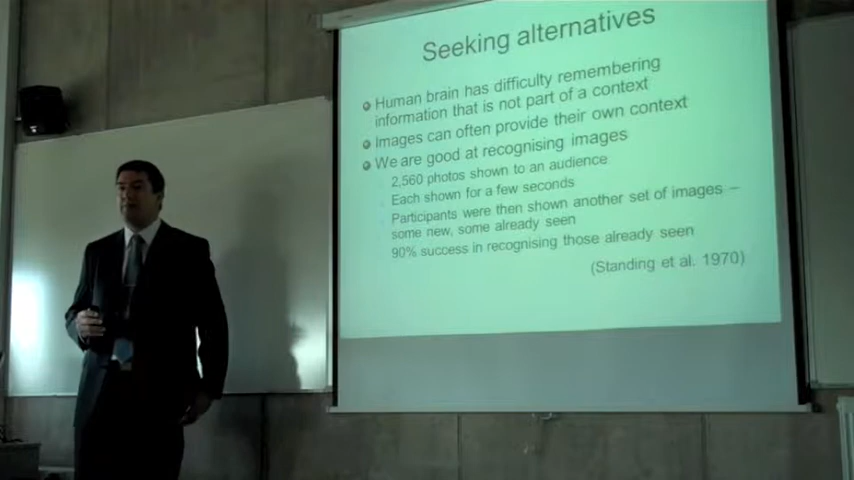 Seeking alternatives
Human brain has difficulty remembering
information that is not part of a context
Images can often provide their own context
We are good at recognising images
2,560 photos shown to an audience
Each shown for a few seconds
Participants were then shown another set of images –
some new, some already seen
90% success in recognising those already seen
(Standing et al. 1970)